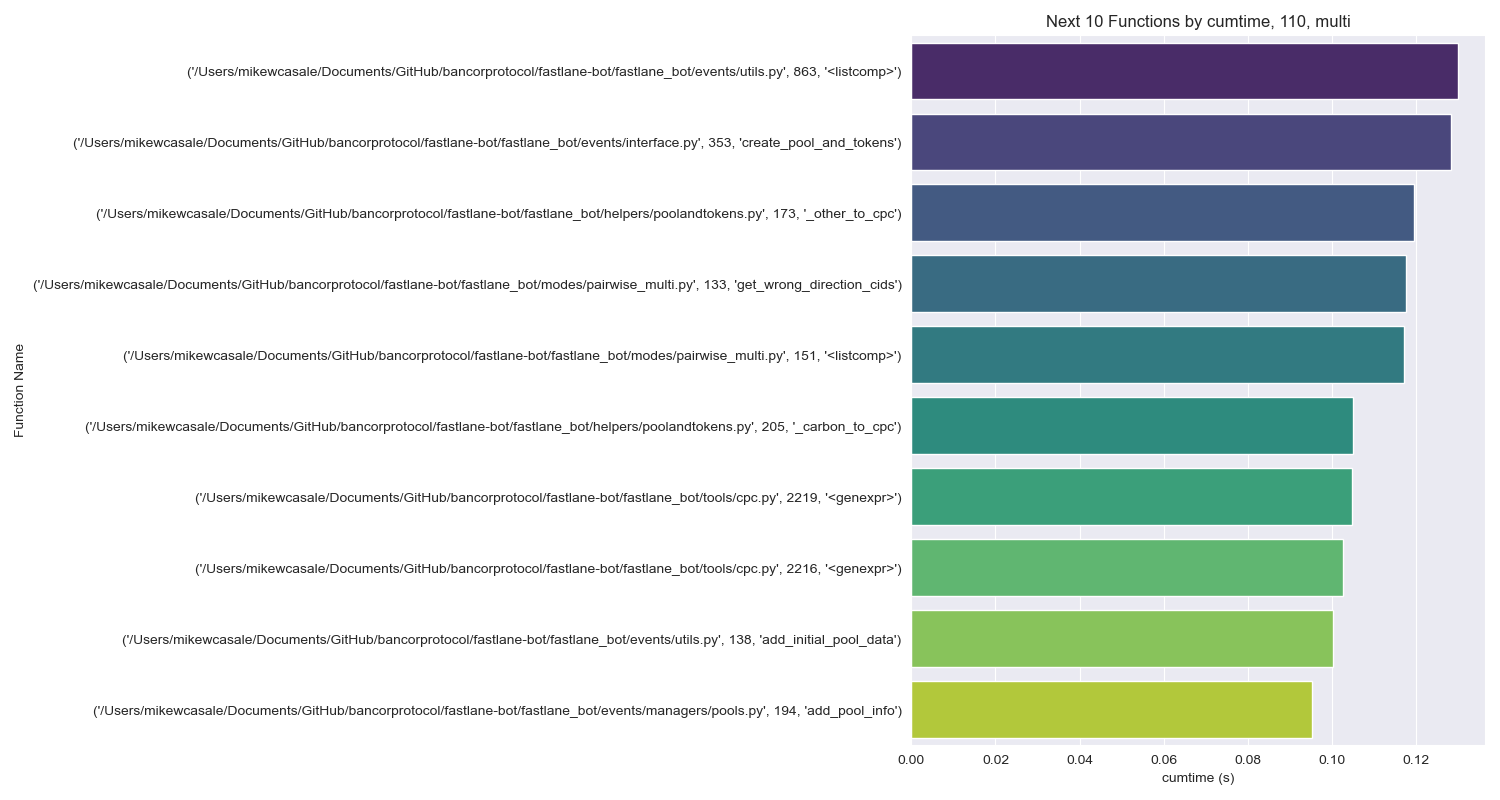 Next 10 Functions by cumtime, 110, multi
('/Users/mikewcasale/Documents/GitHub/bancorprotocol/fastlane-bot/fastlane_bot/events/utils.py', 863, '<listcomp>')
('/Users/mikewcasale/Documents/GitHub/bancorprotocol/fastlane-bot/fastlane_bot/events/interface.py', 353, 'create_pool_and_tokens')
('/Users/mikewcasale/Documents/GitHub/bancorprotocol/fastlane-bot/fastlane_bot/helpers/poolandtokens.py', 173, '_other_to_cpc')
('/Users/mikewcasale/Documents/GitHub/bancorprotocol/fastlane-bot/fastlane_bot/modes/pairwise_multi.py', 133, 'get_wrong_direction_cids')
('/Users/mikewcasale/Documents/GitHub/bancorprotocol/fastlane-bot/fastlane_bot/modes/pairwise_multi.py', 151, '<listcomp>')
('/Users/mikewcasale/Documents/GitHub/bancorprotocol/fastlane-bot/fastlane_bot/helpers/poolandtokens.py', 205, '_carbon_to_cpc')
('/Users/mikewcasale/Documents/GitHub/bancorprotocol/fastlane-bot/fastlane_bot/tools/cpc.py', 2219, '<genexpr>')
('/Users/mikewcasale/Documents/GitHub/bancorprotocol/fastlane-bot/fastlane_bot/tools/cpc.py', 2216, '<genexpr>')
('/Users/mikewcasale/Documents/GitHub/bancorprotocol/fastlane-bot/fastlane_bot/events/utils.py', 138, 'add_initial_pool_data')
('/Users/mikewcasale/Documents/GitHub/bancorprotocol/fastlane-bot/fastlane_bot/events/managers/pools.py', 194, 'add_pool_info')
Function Name
0.00 0.02 0.04 0.06 0.08 0.10 0.12
cumtime (s)